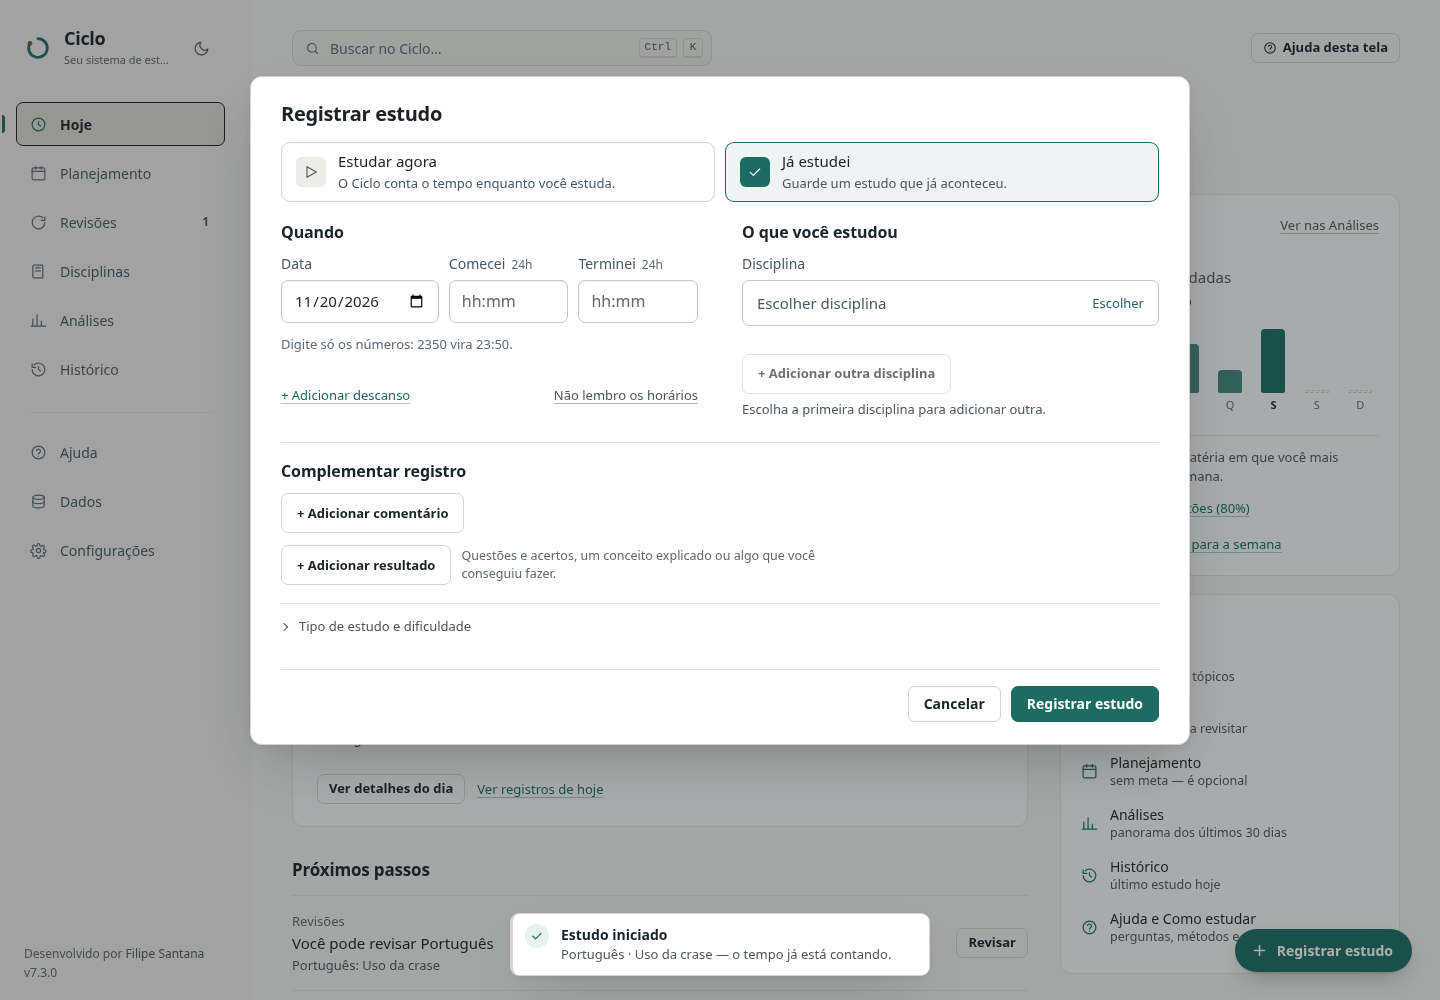 Ciclo
Seu sistema de est...
Buscar no Ciclo...
Ctrl
K
Ajuda desta tela
Hoje
Planejamento
Revisões
1
Disciplinas
Análises
Histórico
Ajuda
Dados
Configurações
Desenvolvido por Filipe Santana
v7.3.0
Registrar estudo
Estudar agora
O Ciclo conta o tempo enquanto você estuda.
Já estudei
Guarde um estudo que já aconteceu.
Quando
Data
Comecei 24h
Terminei 24h
11/20/2026
hh:mm
hh:mm
Digite só os números: 2350 vira 23:50.
+ Adicionar descanso
Não lembro os horários
O que você estudou
Disciplina
Escolher disciplina
Escolher
+ Adicionar outra disciplina
Escolha a primeira disciplina para adicionar outra.
Complementar registro
+ Adicionar comentário
+ Adicionar resultado
Questões e acertos, um conceito explicado ou algo que você
conseguiu fazer.
Tipo de estudo e dificuldade
Cancelar
Registrar estudo
Ver nas Análises
Q
S
S
D
em que você mais
(80%)
para a semana
tópicos
revisitar
Planejamento
sem meta — é opcional
Análises
panorama dos últimos 30 dias
Histórico
último estudo hoje
Ajuda e Como estudar
perguntas, métodos e
Ver detalhes do dia
Ver registros de hoje
Próximos passos
Revisões
Você pode revisar Português
Português: Uso da crase
Revisar
Estudo iniciado
Português · Uso da crase — o tempo já está contando.
+ Registrar estudo